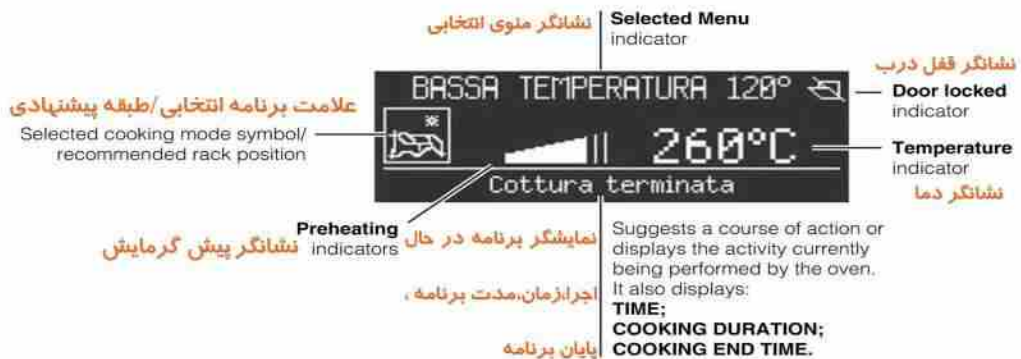 نشانگر منوی انتخابی
Selected Menu
indicator
نشانگر قفل درب
BASSA TEMPERATURA 120°
Door locked
indicator
علامت برنامه انتخابی/طبقه پیشنهادی
Selected cooking mode symbol/
recommended rack position
260°C
Temperature
indicator
نشانگر دما
Cottura terminata
Preheating
indicators
نشانگر پیش گرمایش
نمایشگر برنامه در حال
اجرا،زمان،مدت برنامه ،
پایان برنامه
Suggests a course of action or
displays the activity currently
being performed by the oven.
It also displays:
TIME;
COOKING DURATION;
COOKING END TIME.